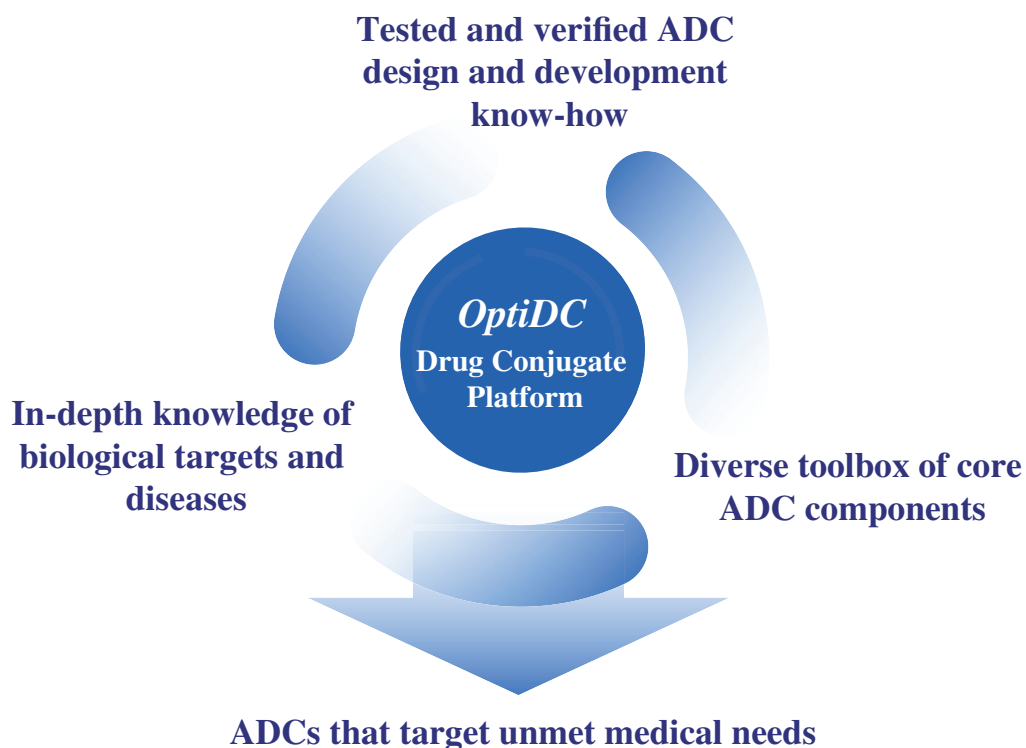 Tested and verified ADC
design and development
know-how
OptiDC
Drug Conjugate
Platform
In-depth knowledge of
biological targets and
diseases
Diverse toolbox of core
ADC components
ADCs that target unmet medical needs